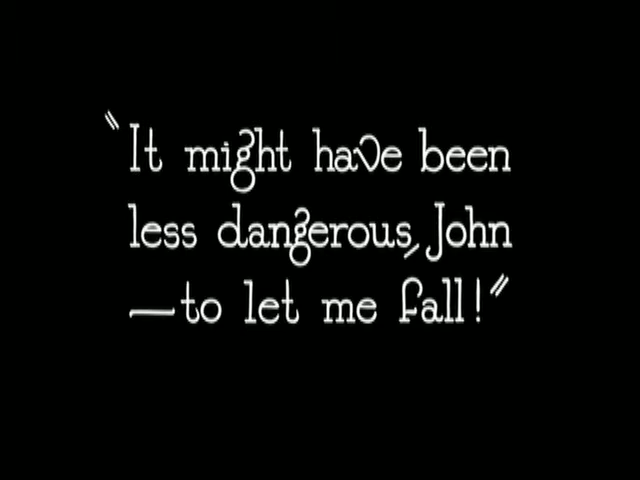 "It might have been
less dangerous, John
—to let me fall!"